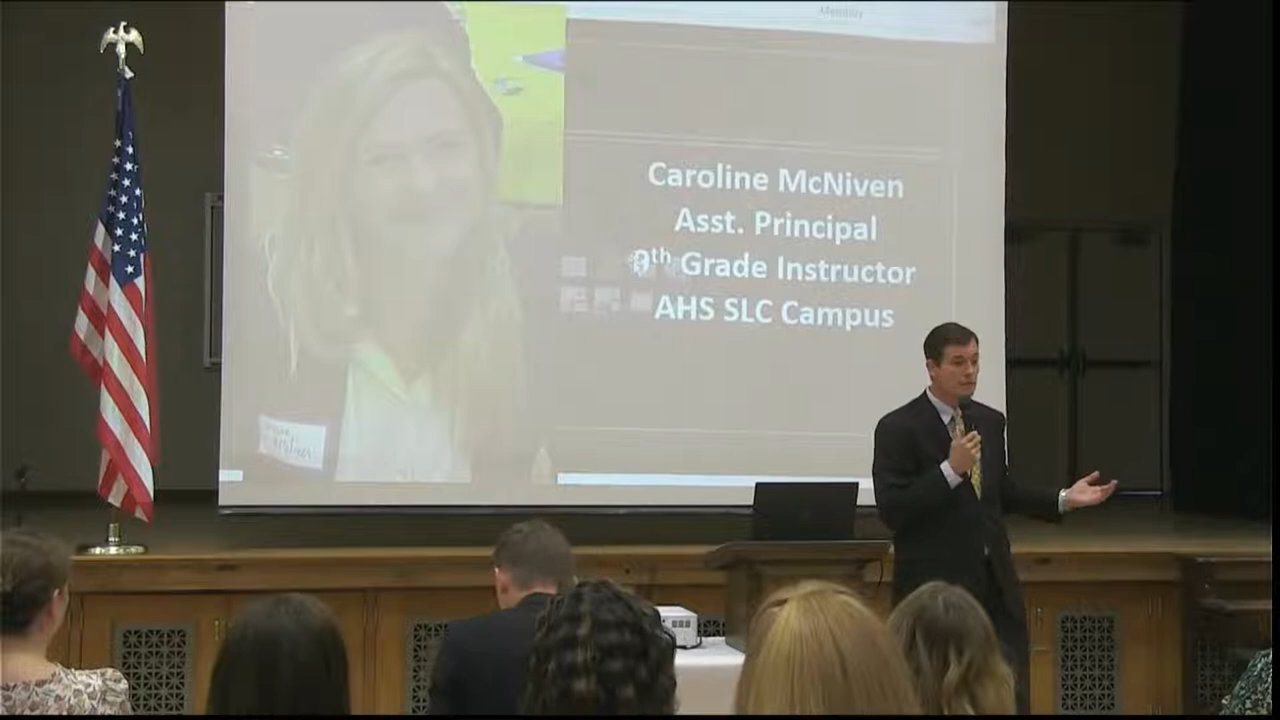 Caroline McNiven
Asst. Principal
9th Grade Instructor
AHS SLC Campus